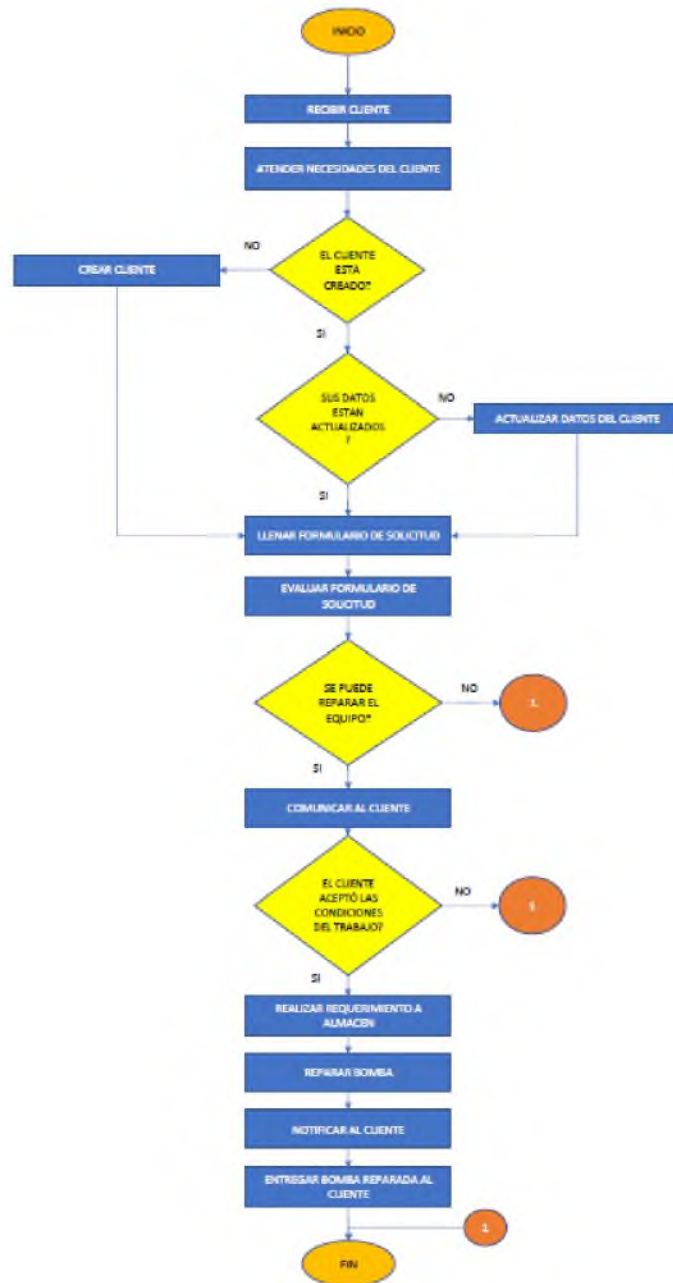 INICIO
RECIBIR CLIENTE
ATENDER NECESIDADES DEL CLIENTE
EL CLIENTE
ESTA
CREADO?
NO
CREAR CLIENTE
SI
SUS DATOS
ESTAN
ACTUALIZADOS
?
NO
ACTUALIZAR DATOS DEL CLIENTE
SI
LLENAR FORMULARIO DE SOLICITUD
EVALUAR FORMULARIO DE
SOLICITUD
SE PUEDE
REPARAR EL
EQUIPO?
NO
1
SI
COMUNICAR AL CLIENTE
EL CLIENTE
ACEPTÓ LAS
CONDICIONES
DEL TRABAJO?
NO
1
SI
REALIZAR REQUERIMIENTO A
ALMACEN
REPARAR BOMBA
NOTIFICAR AL CLIENTE
ENTREGAR BOMBA REPARADA AL
CLIENTE
1
FIN